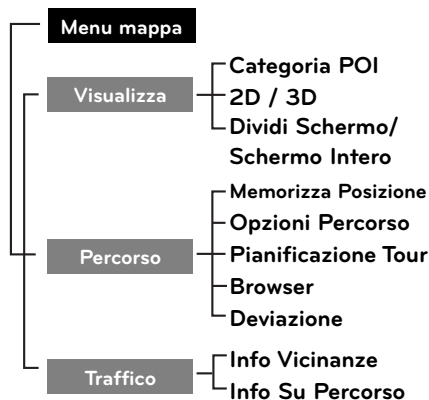 Menu mappa
Visualizza
Categoria POI
2D / 3D
Dividi Schermo/
Schermo Intero
Percorso
Memorizza Posizione
Opzioni Percorso
Pianificazione Tour
Browser
Deviazione
Traffico
Info Vicinanze
Info Su Percorso